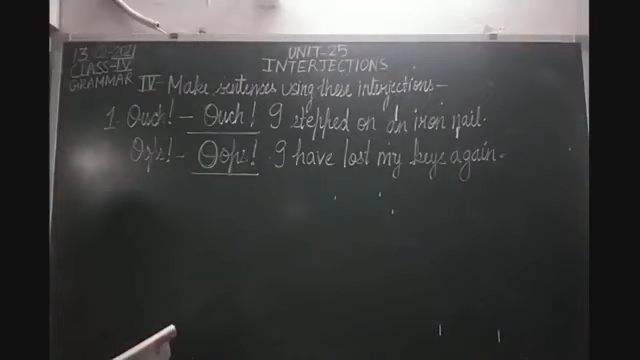 UNIT-25
13 2021
CLASS-IV
INTERJECTIONS
GRAMMAR
IV- Make sentences using these interjections-
1. Ouch! - Ouch! I stepped on an iron nail.
Oops! - Oops! I have lost my keys again.